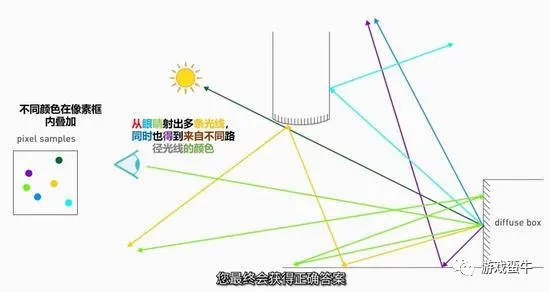 不同颜色在像素框
内叠加
pixel samples
从眼睛射出多条光线，
同时也得到来自不同路
径光线的颜色
diffuse box
您最终会获得正确答案
游戏蛮牛